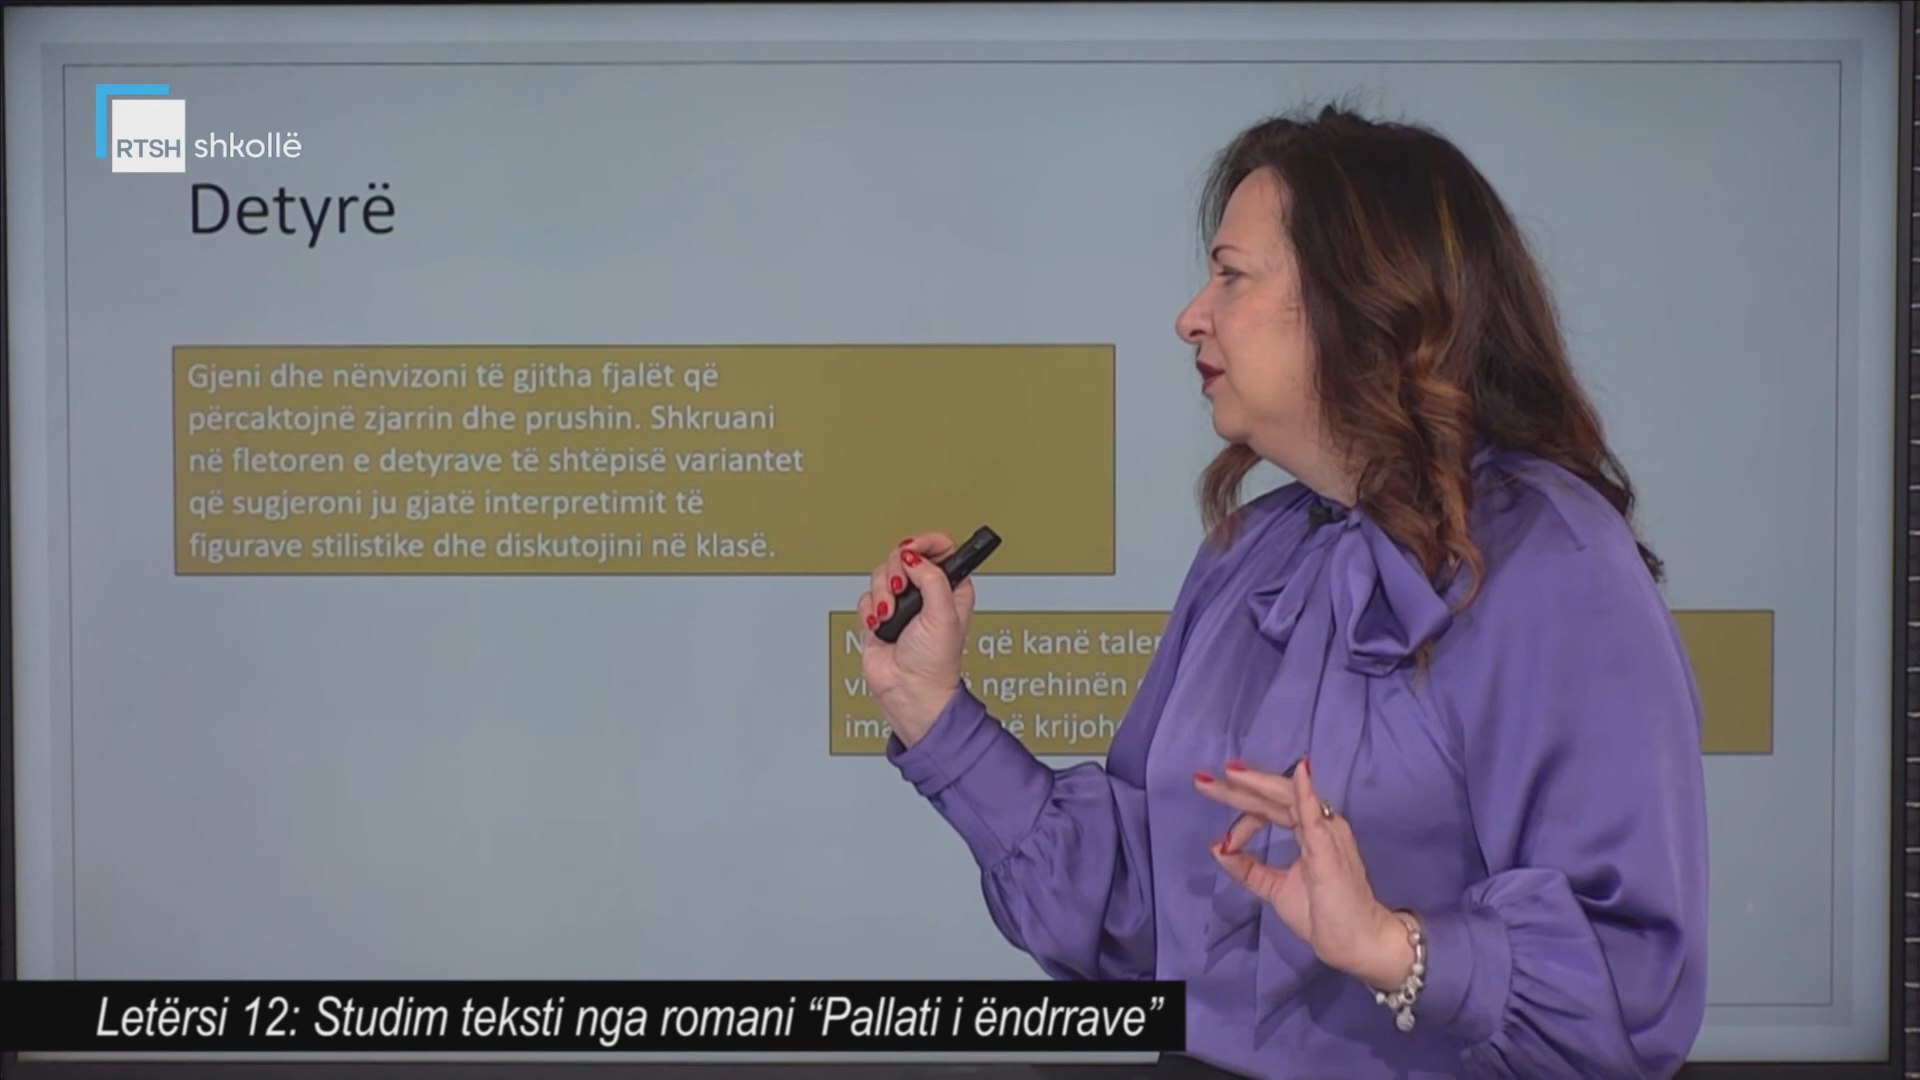 RTSH shkollë
Detyrë
Gjeni dhe nënvizoni të gjitha fjalët që
përcaktojnë zjarrin dhe prushin. Shkruani
në fletoren e detyrave të shtëpisë variantet
që sugjeroni ju gjatë interpretimit të
figurave stilistike dhe diskutojini në klasë.
që kanë
ngrehinën
Letërsi 12: Studim teksti nga romani “Pallati i ëndrrave”